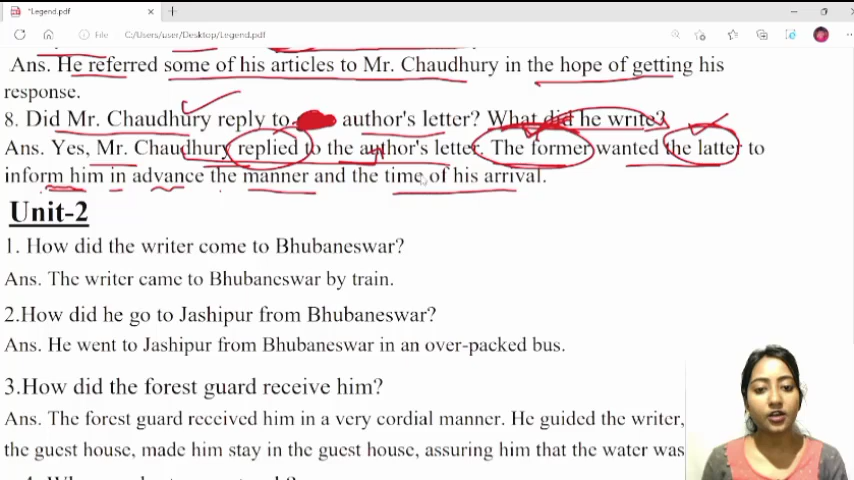 *Legend.pdf
File C:/Users/user/Desktop/Legend.pdf
Ans. He referred some of his articles to Mr. Chaudhury in the hope of getting his
response.
8. Did Mr. Chaudhury reply to author's letter? What did he write?
Ans. Yes, Mr. Chaudhury replied to the author's letter. The former wanted the latter to
inform him in advance the manner and the time of his arrival.
Unit-2
1. How did the writer come to Bhubaneswar?
Ans. The writer came to Bhubaneswar by train.
2.How did he go to Jashipur from Bhubaneswar?
Ans. He went to Jashipur from Bhubaneswar in an over-packed bus.
3.How did the forest guard receive him?
Ans. The forest guard received him in a very cordial manner. He guided the writer,
the guest house, made him stay in the guest house, assuring him that the water was